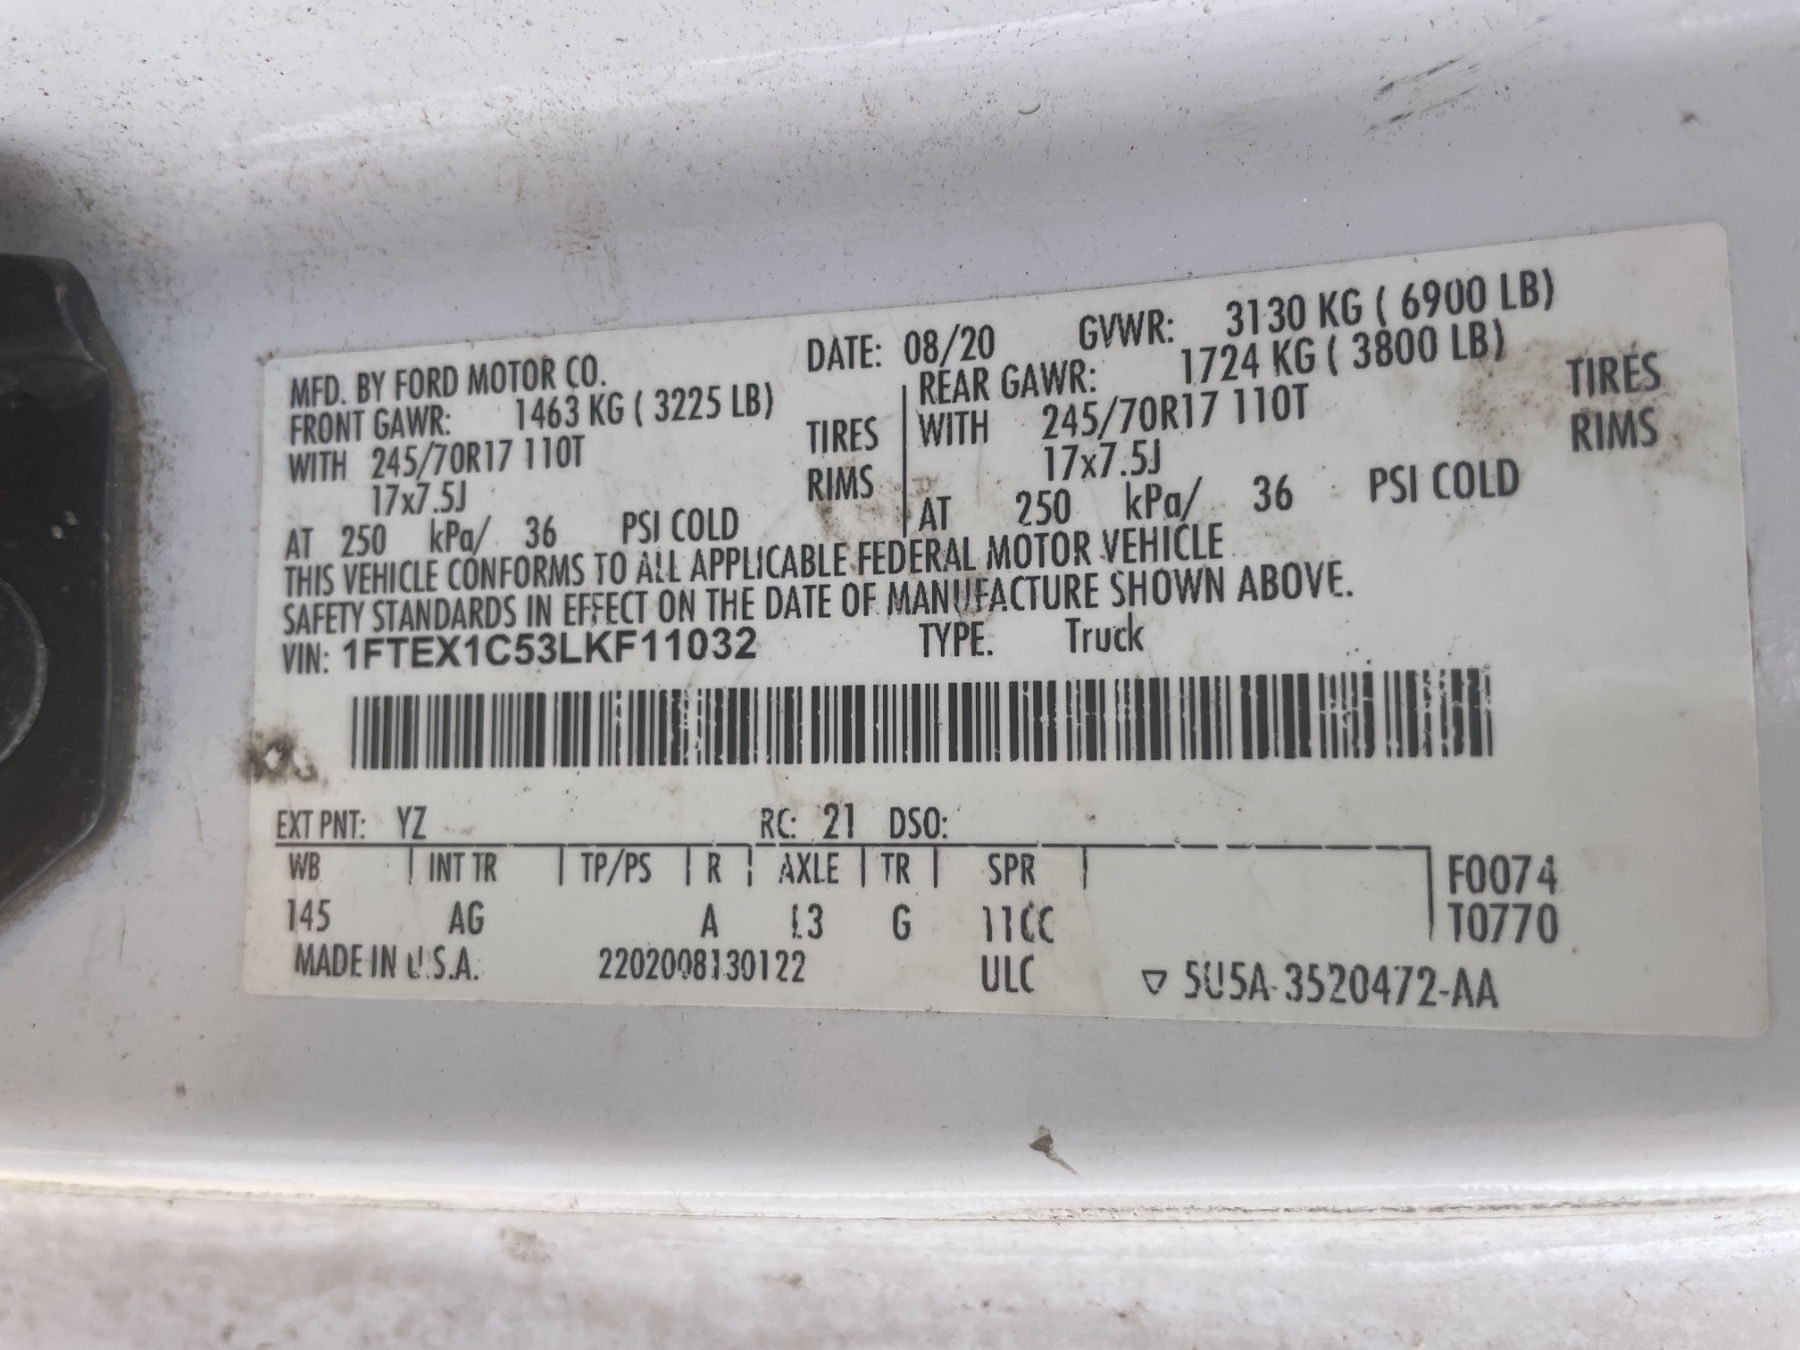 MFD. BY FORD MOTOR CO. DATE: 08/20 GVWR: 3130 KG ( 6900 LB)
FRONT GAWR: 1463 KG ( 3225 LB) REAR GAWR: 1724 KG ( 3800 LB)
WITH 245/70R17 110T TIRES WITH 245/70R17 110T TIRES
17x7.5J RIMS 17x7.5J RIMS
AT 250 kPa/ 36 PSI COLD AT 250 kPa/ 36 PSI COLD
THIS VEHICLE CONFORMS TO ALL APPLICABLE FEDERAL MOTOR VEHICLE
SAFETY STANDARDS IN EFFECT ON THE DATE OF MANUFACTURE SHOWN ABOVE.
VIN: 1FTEX1C53LKF11032 TYPE: Truck
EXT PNT: YZ RC: 21 DSO:
WB INT TR TP/PS R AXLE TR SPR F0074
145 AG A L3 G 11CC T0770
MADE IN U.S.A. 2202008130122 ULC ▽ 5U5A-3520472-AA